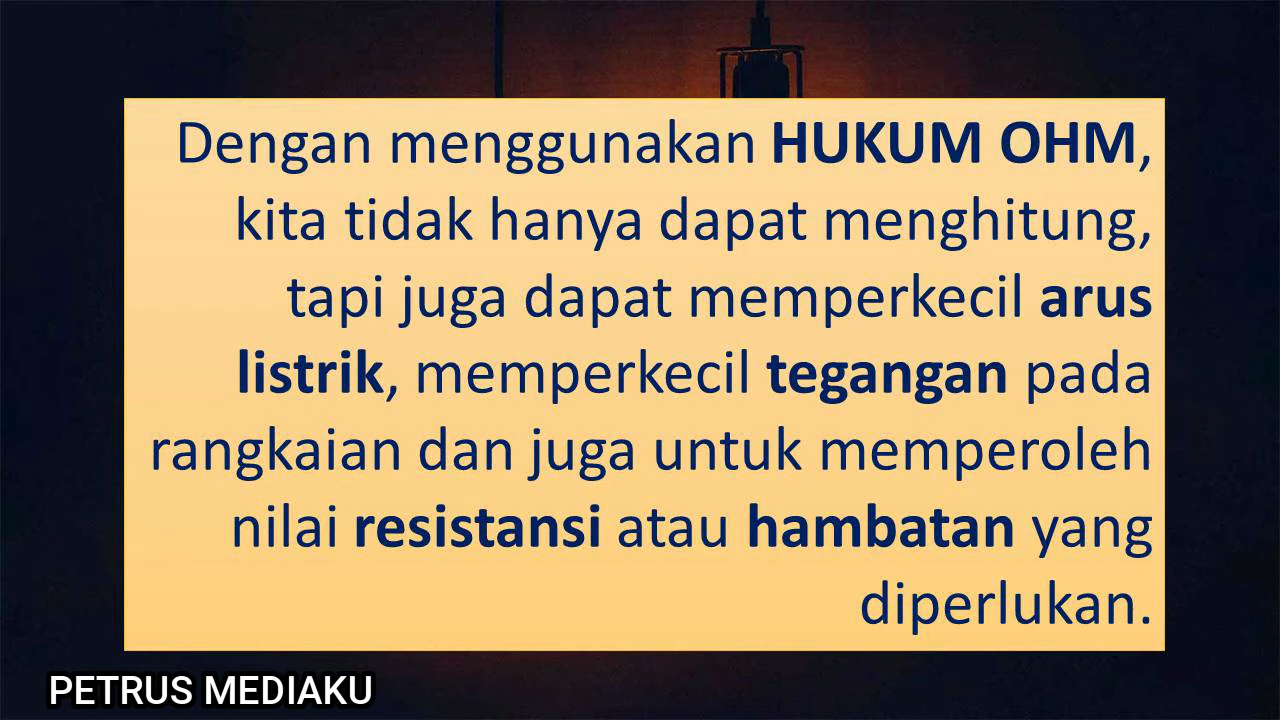 Dengan menggunakan HUKUM OHM,
kita tidak hanya dapat menghitung,
tapi juga dapat memperkecil arus
listrik, memperkecil tegangan pada
rangkaian dan juga untuk memperoleh
nilai resistansi atau hambatan yang
diperlukan.
PETRUS MEDIAKU